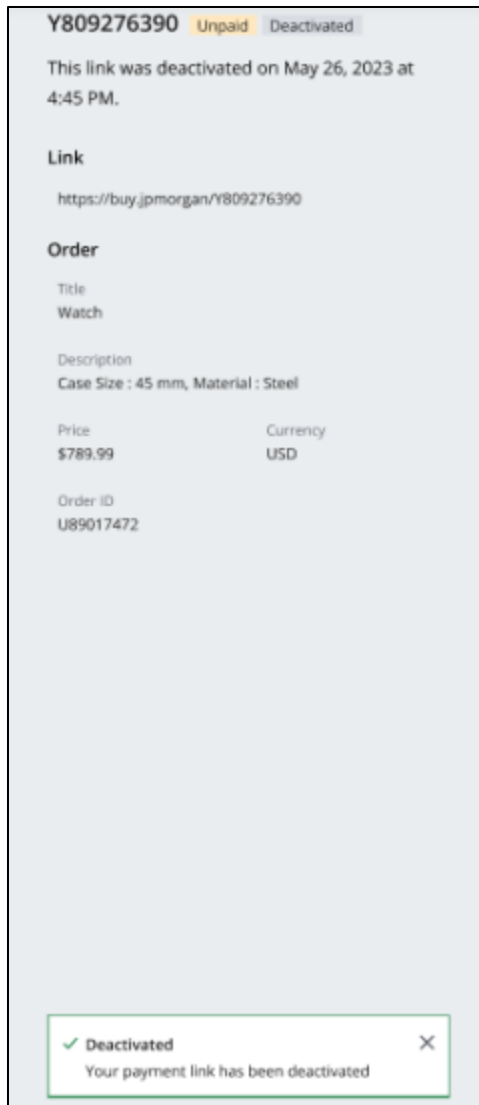 Y809276390 Unpaid Deactivated
This link was deactivated on May 26, 2023 at
4:45 PM.
Link
https://buy.jpmorgan/Y809276390
Order
Title
Watch
Description
Case Size : 45 mm, Material : Steel
Price Currency
$789.99 USD
Order ID
U89017472
Deactivated
Your payment link has been deactivated